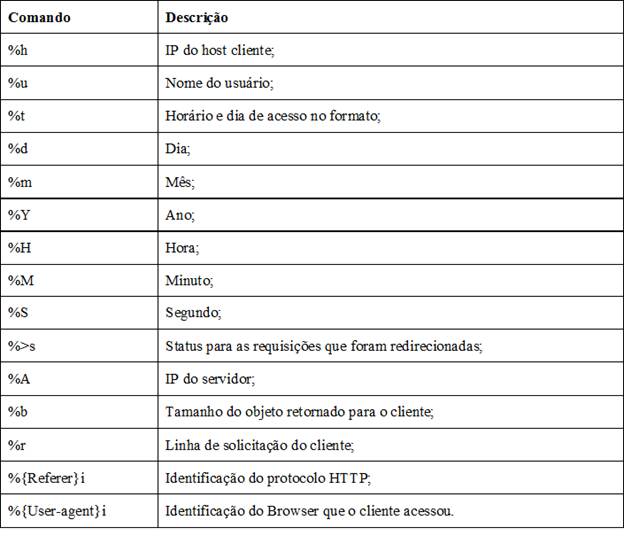 Comando Descrição
%h IP do host cliente;
%u Nome do usuário;
%t Horário e dia de acesso no formato;
%d Dia;
%m Mês;
%Y Ano;
%H Hora;
%M Minuto;
%S Segundo;
%>s Status para as requisições que foram redirecionadas;
%A IP do servidor;
%b Tamanho do objeto retornado para o cliente;
%r Linha de solicitação do cliente;
%{Referer}i Identificação do protocolo HTTP;
%{User-agent}i Identificação do Browser que o cliente acessou.